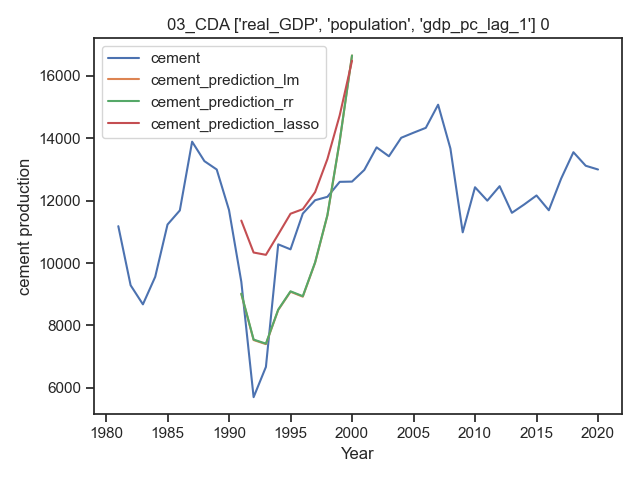 03_CDA ['real_GDP', 'population', 'gdp_pc_lag_1'] 0
cement
cement_prediction_lm
cement_prediction_rr
cement_prediction_lasso
16000
14000
12000
10000
8000
6000
cement production
1980 1985 1990 1995 2000 2005 2010 2015 2020
Year